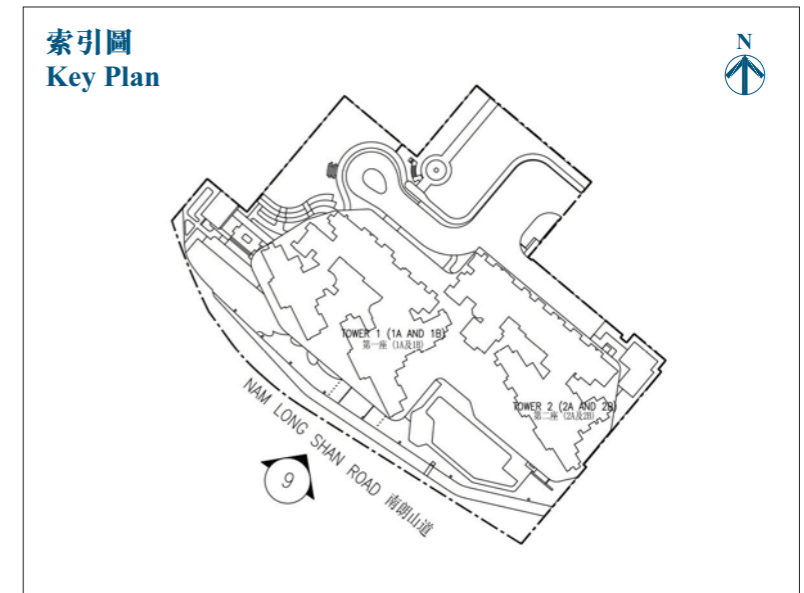 索引圖
Key Plan
N
TOWER 1 (1A AND 1B)
第一座 (1A及1B)
TOWER 2 (2A AND 2B)
第二座 (2A及2B)
NAM LONG SHAN ROAD 南朗山道
9